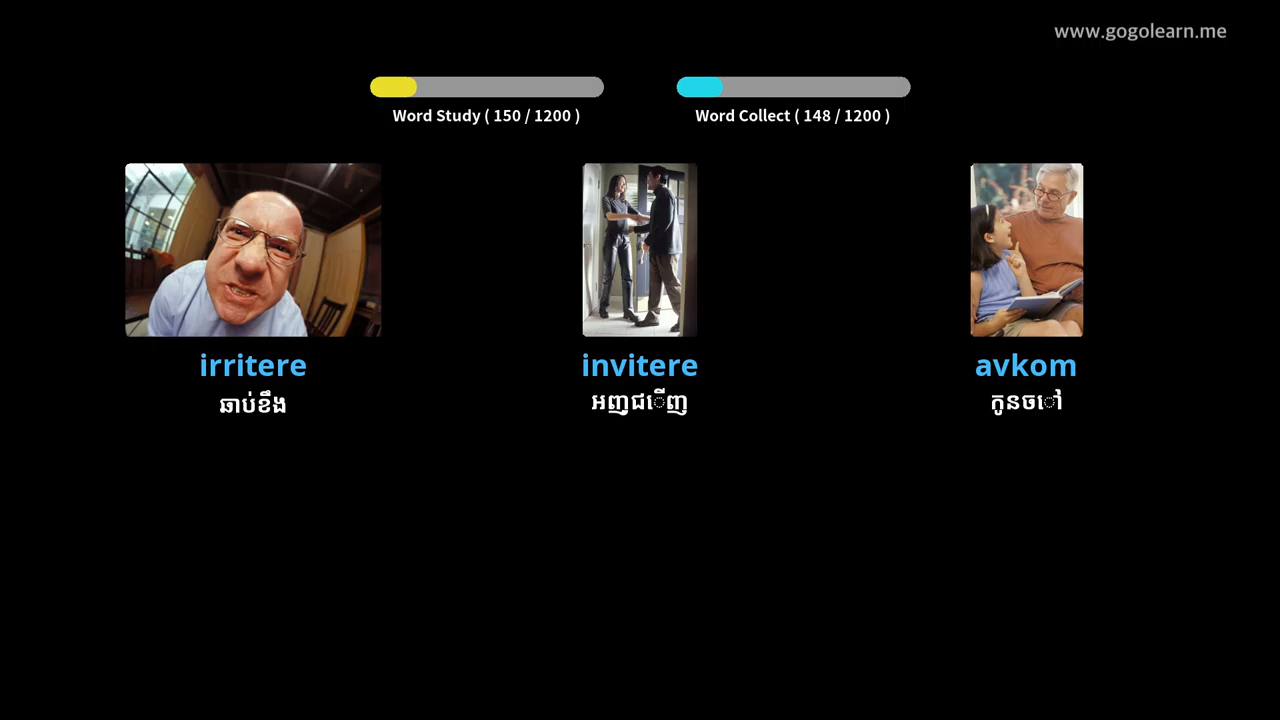 www.gogolearn.me
Word Study ( 150 / 1200 )
Word Collect ( 148 / 1200 )
irritere
invitere
avkom
ឆាប់ខឹង
អញ្ជើញ
កូនចៅ